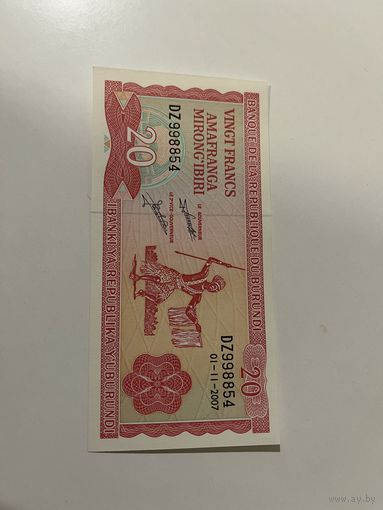 BANQUE DE LA REPUBLIQUE DU BURUNDI
20
DZ998854
VINGT FRANCS
AMAFRANGA
MIRONG'IBIRI
LE GOUVERNEUR
LE 1er VICE-GOUVERNEUR
DZ998854
01-11-2007
20
IBANKI YA REPUBLIKA Y'UBURUNDI
www.ay.by